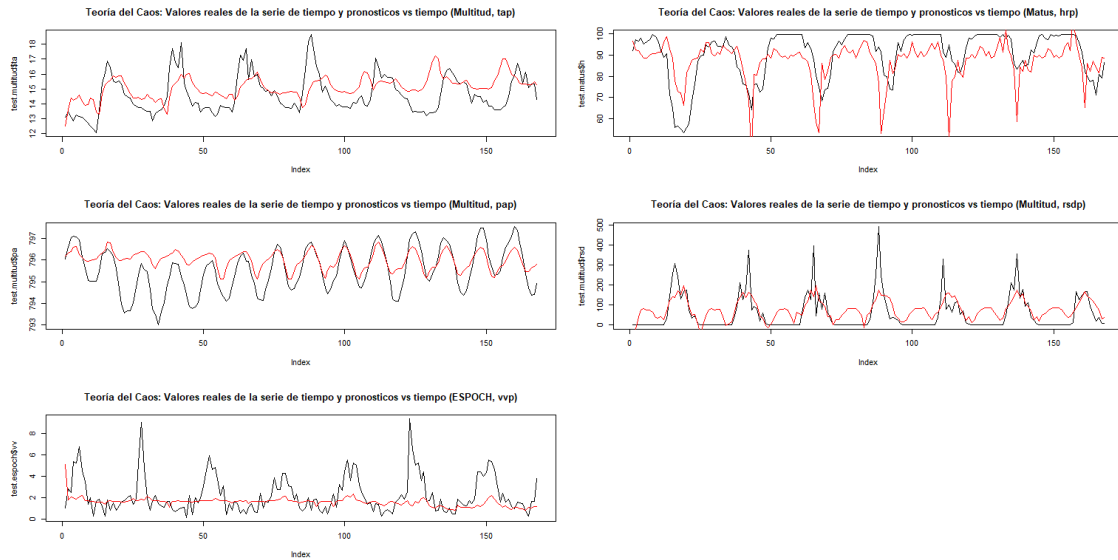 Teoría del Caos: Valores reales de la serie de tiempo y pronosticos vs tiempo (Multitud, tap)
test.multitud$ta
12 13 14 15 16 17 18
0 50 100 150
Index
Teoría del Caos: Valores reales de la serie de tiempo y pronosticos vs tiempo (Matus, hrp)
test.matus$h
60 70 80 90 100
0 50 100 150
Index
Teoría del Caos: Valores reales de la serie de tiempo y pronosticos vs tiempo (Multitud, pap)
test.multitud$pa
793 794 795 796 797
0 50 100 150
Index
Teoría del Caos: Valores reales de la serie de tiempo y pronosticos vs tiempo (Multitud, rsdp)
test.multitud$rsd
0 100 200 300 400 500
0 50 100 150
Index
Teoría del Caos: Valores reales de la serie de tiempo y pronosticos vs tiempo (ESPOCH, vvp)
test.espoch$vv
0 2 4 6 8
0 50 100 150
Index